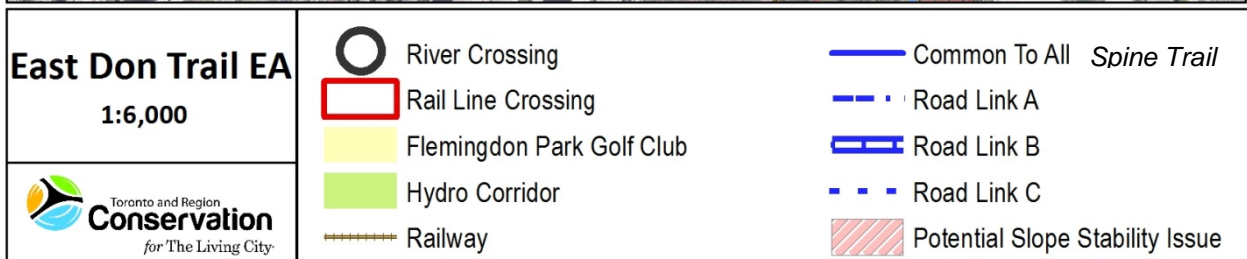 East Don Trail EA
1:6,000
Toronto and Region
Conservation
for The Living City·
River Crossing
Rail Line Crossing
Flemingdon Park Golf Club
Hydro Corridor
Railway
Common To All Spine Trail
Road Link A
Road Link B
Road Link C
Potential Slope Stability Issue